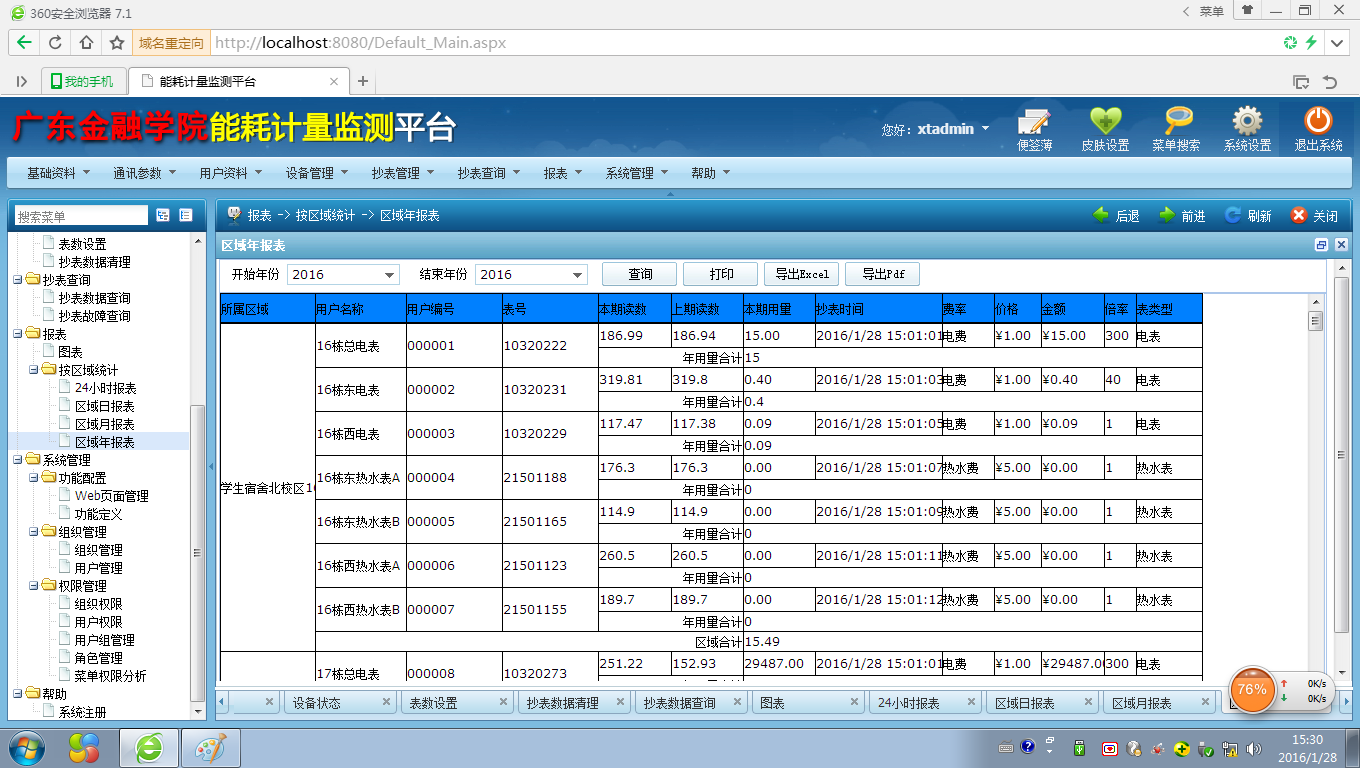 360安全浏览器 7.1
菜单
域名重定向 http://localhost:8080/Default_Main.aspx
我的手机 能耗计量监测平台
广东金融学院能耗计量监测平台
您好：xtadmin 便签薄 皮肤设置 菜单搜索 系统设置 退出系统
基础资料 通讯参数 用户资料 设备管理 抄表管理 抄表查询 报表 系统管理 帮助
搜索菜单
表数设置
抄表数据清理
抄表查询
抄表数据查询
抄表故障查询
报表
图表
按区域统计
24小时报表
区域日报表
区域月报表
区域年报表
系统管理
功能配置
Web页面管理
功能定义
组织管理
组织管理
用户管理
权限管理
组织权限
用户权限
用户组管理
角色管理
菜单权限分析
帮助
系统注册
报表 -> 按区域统计 -> 区域年报表 后退 前进 刷新 关闭
区域年报表
开始年份 2016 结束年份 2016 查询 打印 导出Excel 导出Pdf
所属区域 用户名称 用户编号 表号 本期读数 上期读数 本期用量 抄表时间 费率 价格 金额 倍率 表类型
学生宿舍北校区1
16栋总电表 000001 10320222 186.99 186.94 15.00 2016/1/28 15:01:01 电费 ¥1.00 ¥15.00 300 电表
年用量合计 15
16栋东电表 000002 10320231 319.81 319.8 0.40 2016/1/28 15:01:03 电费 ¥1.00 ¥0.40 40 电表
年用量合计 0.4
16栋西电表 000003 10320229 117.47 117.38 0.09 2016/1/28 15:01:05 电费 ¥1.00 ¥0.09 1 电表
年用量合计 0.09
16栋东热水表A 000004 21501188 176.3 176.3 0.00 2016/1/28 15:01:07 热水费 ¥5.00 ¥0.00 1 热水表
年用量合计 0
16栋东热水表B 000005 21501165 114.9 114.9 0.00 2016/1/28 15:01:09 热水费 ¥5.00 ¥0.00 1 热水表
年用量合计 0
16栋西热水表A 000006 21501123 260.5 260.5 0.00 2016/1/28 15:01:11 热水费 ¥5.00 ¥0.00 1 热水表
年用量合计 0
16栋西热水表B 000007 21501155 189.7 189.7 0.00 2016/1/28 15:01:12 热水费 ¥5.00 ¥0.00 1 热水表
年用量合计 0
区域合计 15.49
17栋总电表 000008 10320273 251.22 152.93 29487.00 2016/1/28 15:01:01 电费 ¥1.00 ¥29487.0 300 电表
设备状态 表数设置 抄表数据清理 抄表数据查询 图表 24小时报表 区域日报表 区域月报表
76% 0K/s
0K/s
15:30
2016/1/28